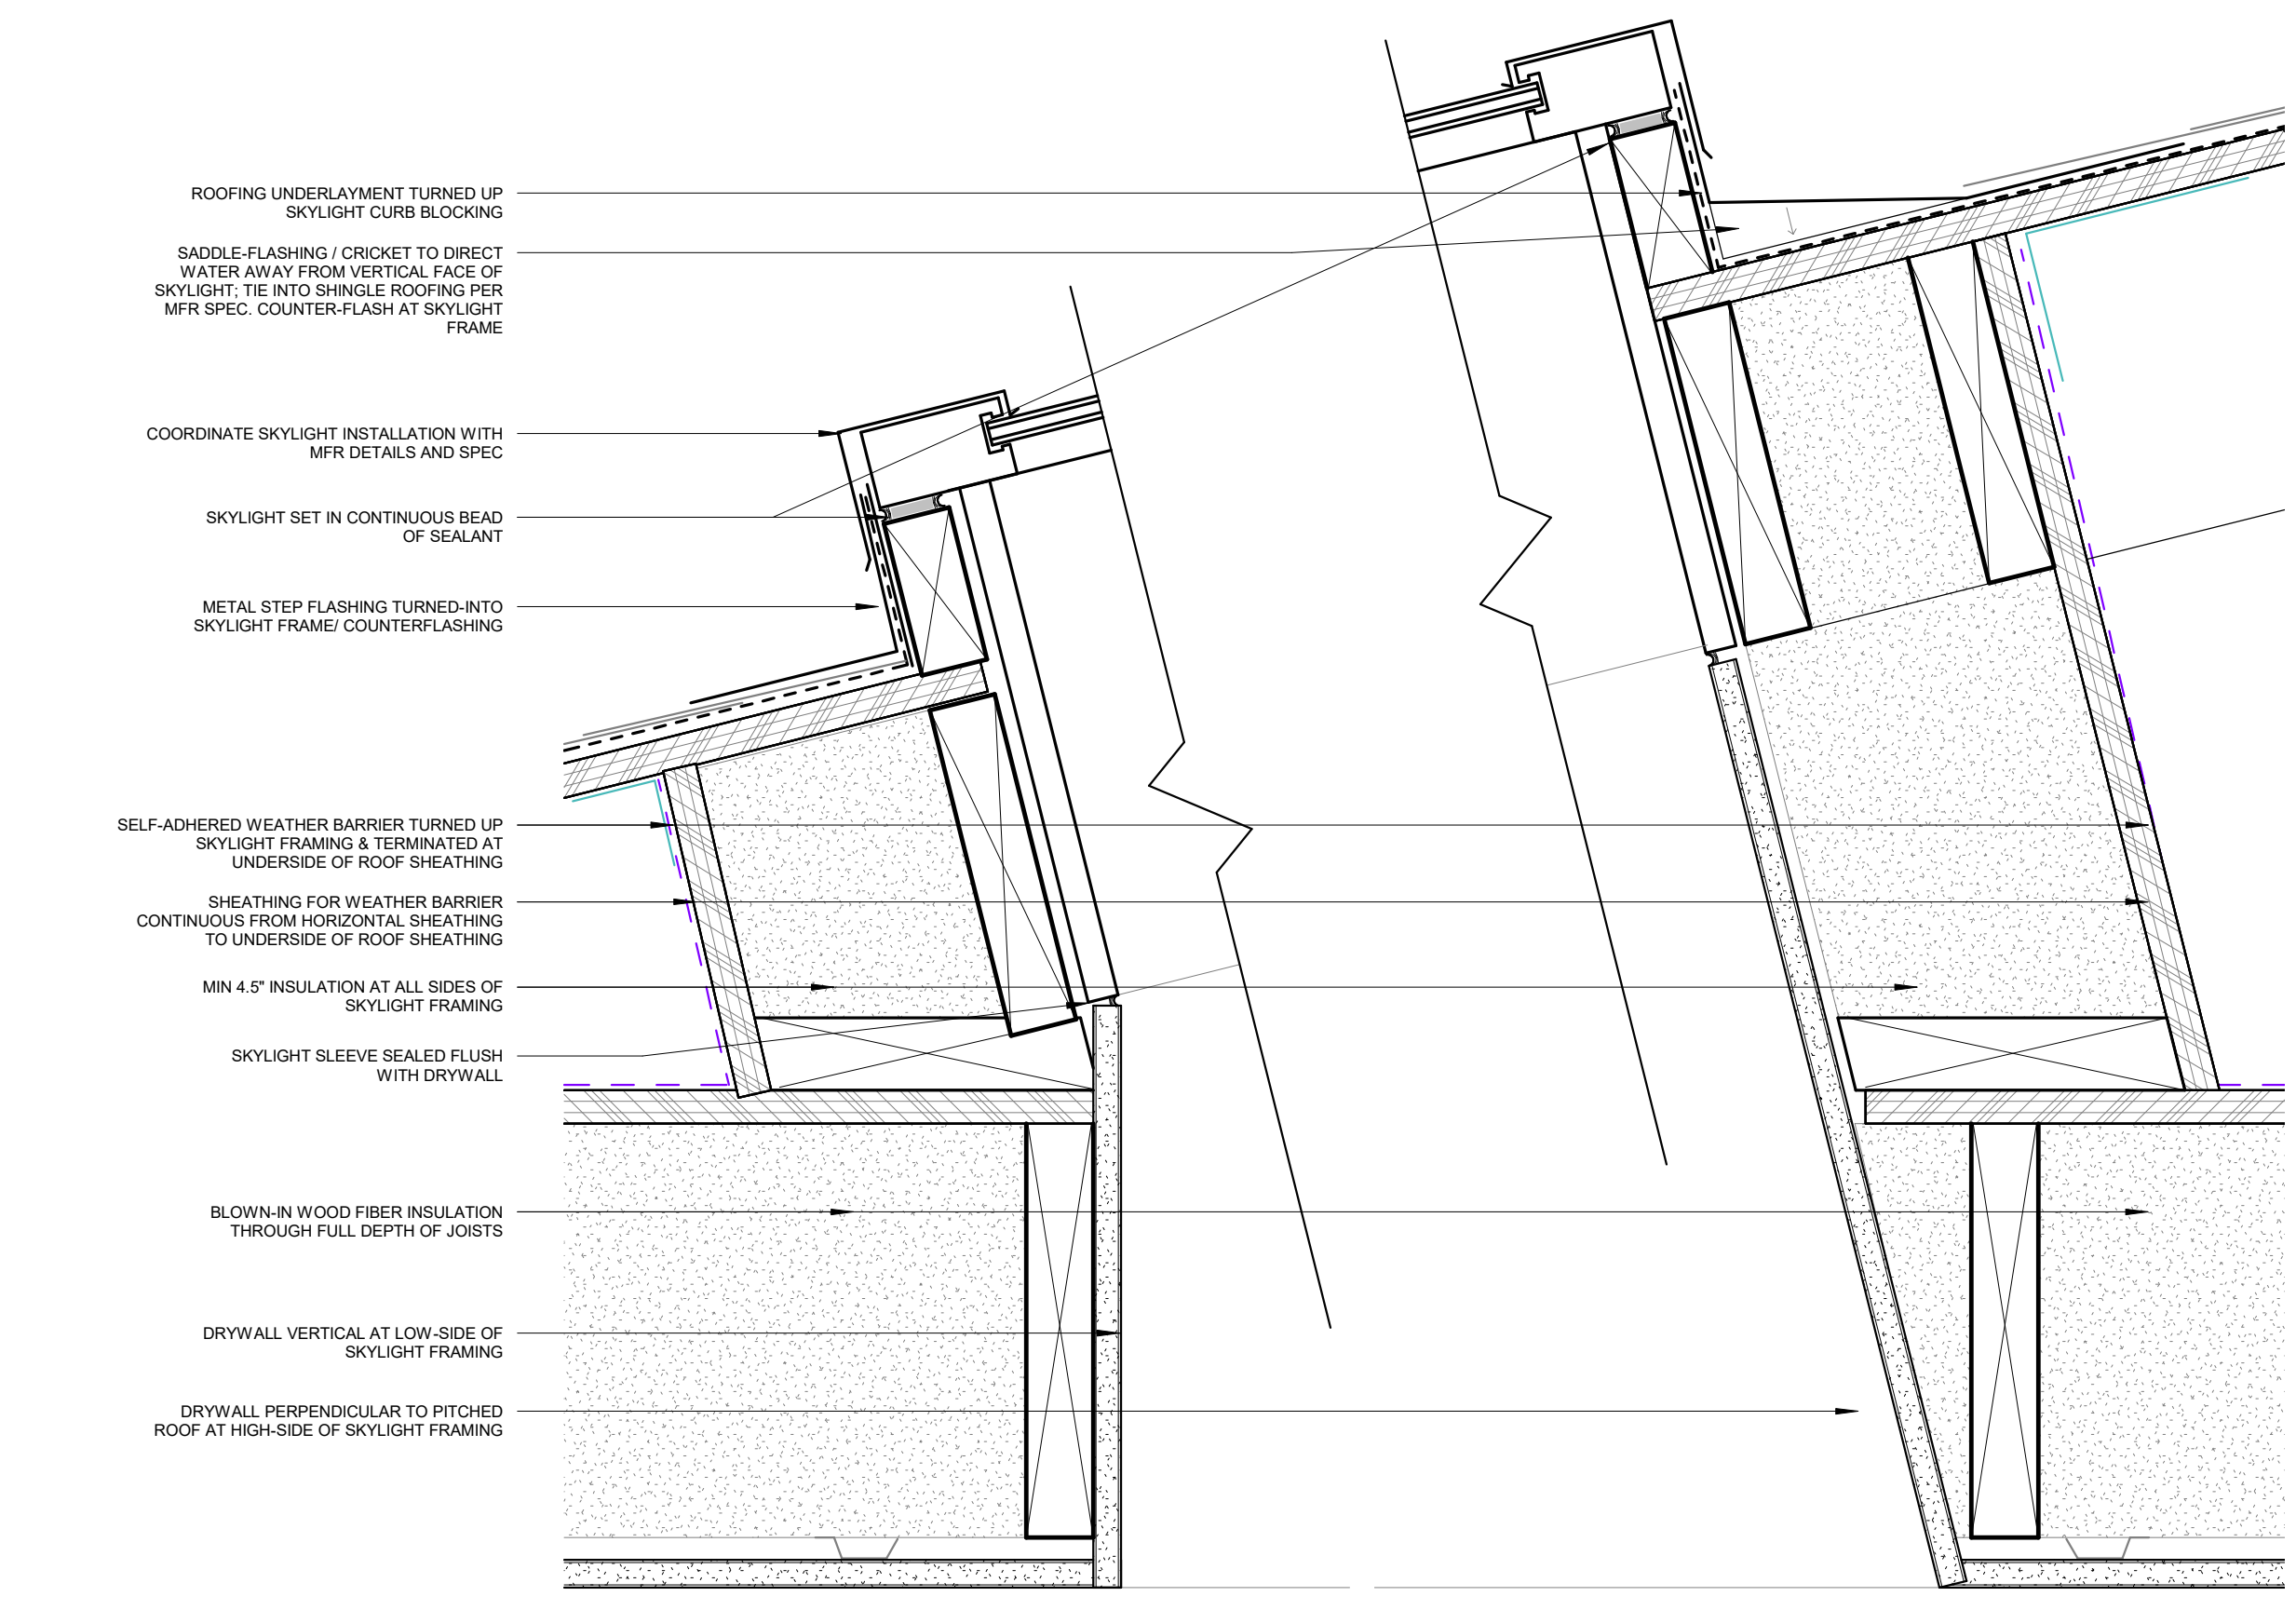 ROOFING UNDERLAYMENT TURNED UP
SKYLIGHT CURB BLOCKING
SADDLE-FLASHING / CRICKET TO DIRECT
WATER AWAY FROM VERTICAL FACE OF
SKYLIGHT; TIE INTO SHINGLE ROOFING PER
MFR SPEC. COUNTER-FLASH AT SKYLIGHT
FRAME
COORDINATE SKYLIGHT INSTALLATION WITH
MFR DETAILS AND SPEC
SKYLIGHT SET IN CONTINUOUS BEAD
OF SEALANT
METAL STEP FLASHING TURNED-INTO
SKYLIGHT FRAME/ COUNTERFLASHING
SELF-ADHERED WEATHER BARRIER TURNED UP
SKYLIGHT FRAMING & TERMINATED AT
UNDERSIDE OF ROOF SHEATHING
SHEATHING FOR WEATHER BARRIER
CONTINUOUS FROM HORIZONTAL SHEATHING
TO UNDERSIDE OF ROOF SHEATHING
MIN 4.5" INSULATION AT ALL SIDES OF
SKYLIGHT FRAMING
SKYLIGHT SLEEVE SEALED FLUSH
WITH DRYWALL
BLOWN-IN WOOD FIBER INSULATION
THROUGH FULL DEPTH OF JOISTS
DRYWALL VERTICAL AT LOW-SIDE OF
SKYLIGHT FRAMING
DRYWALL PERPENDICULAR TO PITCHED
ROOF AT HIGH-SIDE OF SKYLIGHT FRAMING